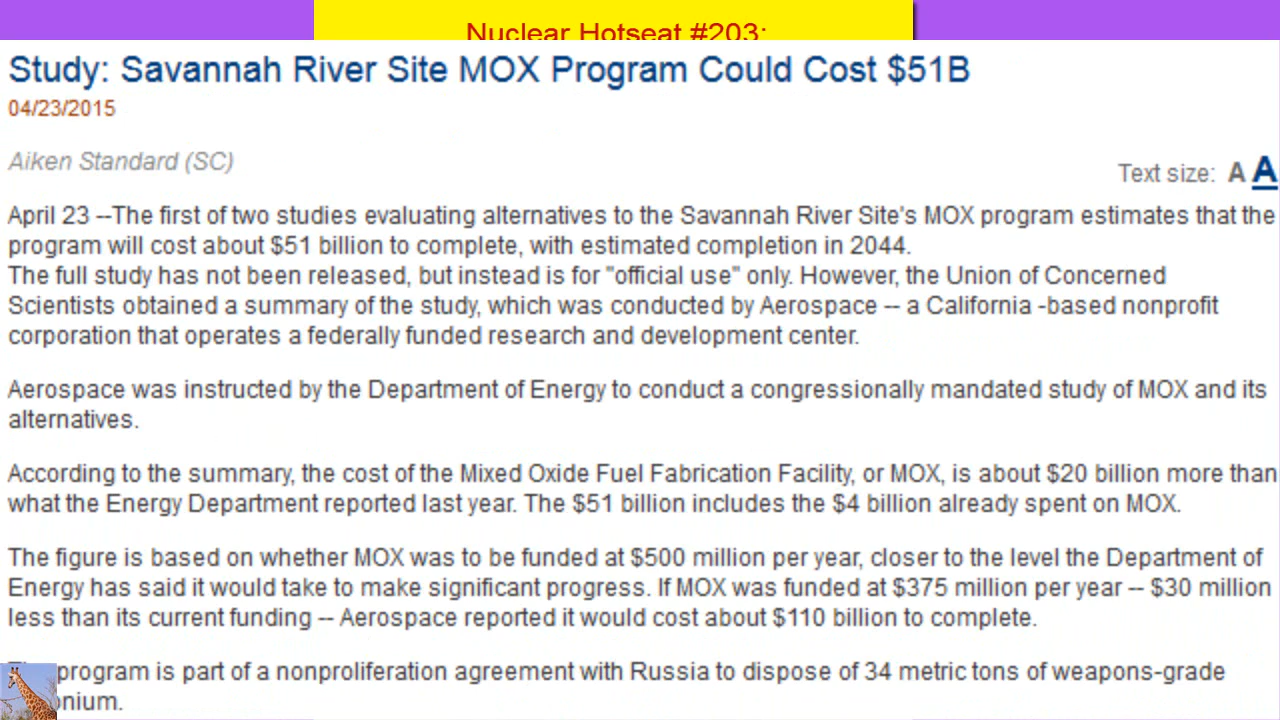 Nuclear Hotseat #203:
Study: Savannah River Site MOX Program Could Cost $51B
04/23/2015
Aiken Standard (SC)
Text size: A A
April 23 --The first of two studies evaluating alternatives to the Savannah River Site's MOX program estimates that the
program will cost about $51 billion to complete, with estimated completion in 2044.
The full study has not been released, but instead is for "official use" only. However, the Union of Concerned
Scientists obtained a summary of the study, which was conducted by Aerospace -- a California -based nonprofit
corporation that operates a federally funded research and development center.
Aerospace was instructed by the Department of Energy to conduct a congressionally mandated study of MOX and its
alternatives.
According to the summary, the cost of the Mixed Oxide Fuel Fabrication Facility, or MOX, is about $20 billion more than
what the Energy Department reported last year. The $51 billion includes the $4 billion already spent on MOX.
The figure is based on whether MOX was to be funded at $500 million per year, closer to the level the Department of
Energy has said it would take to make significant progress. If MOX was funded at $375 million per year -- $30 million
less than its current funding -- Aerospace reported it would cost about $110 billion to complete.
program is part of a nonproliferation agreement with Russia to dispose of 34 metric tons of weapons-grade
onium.